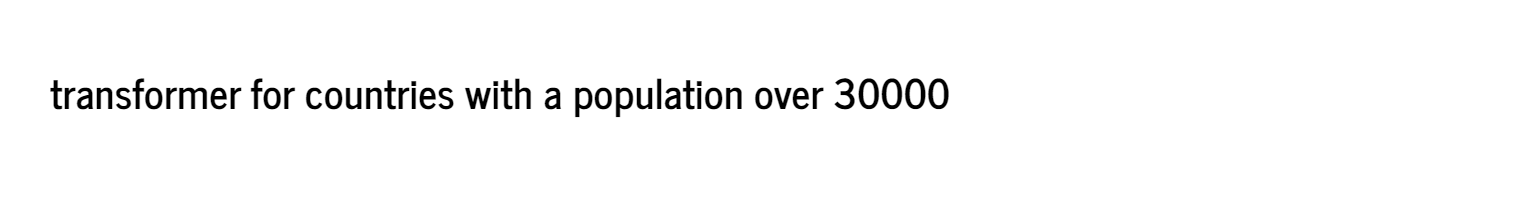 transformer for countries with a population over 30000